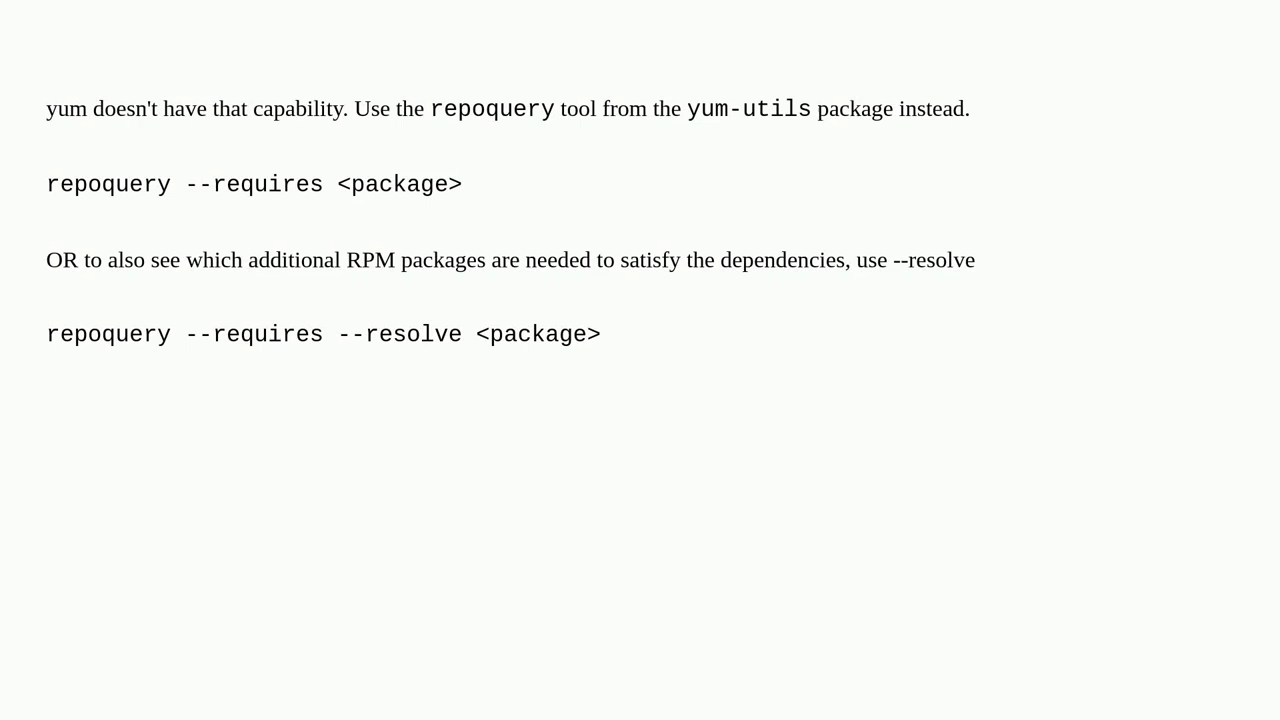 yum doesn't have that capability. Use the repoquery tool from the yum-utils package instead.
repoquery --requires <package>
OR to also see which additional RPM packages are needed to satisfy the dependencies, use --resolve
repoquery --requires --resolve <package>